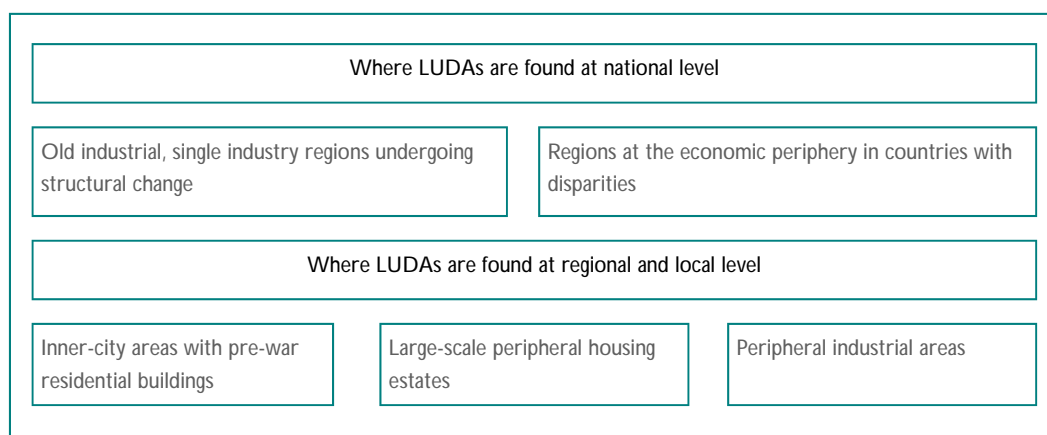 Where LUDAs are found at national level
Old industrial, single industry regions undergoing
structural change
Regions at the economic periphery in countries with
disparities
Where LUDAs are found at regional and local level
Inner-city areas with pre-war
residential buildings
Large-scale peripheral housing
estates
Peripheral industrial areas